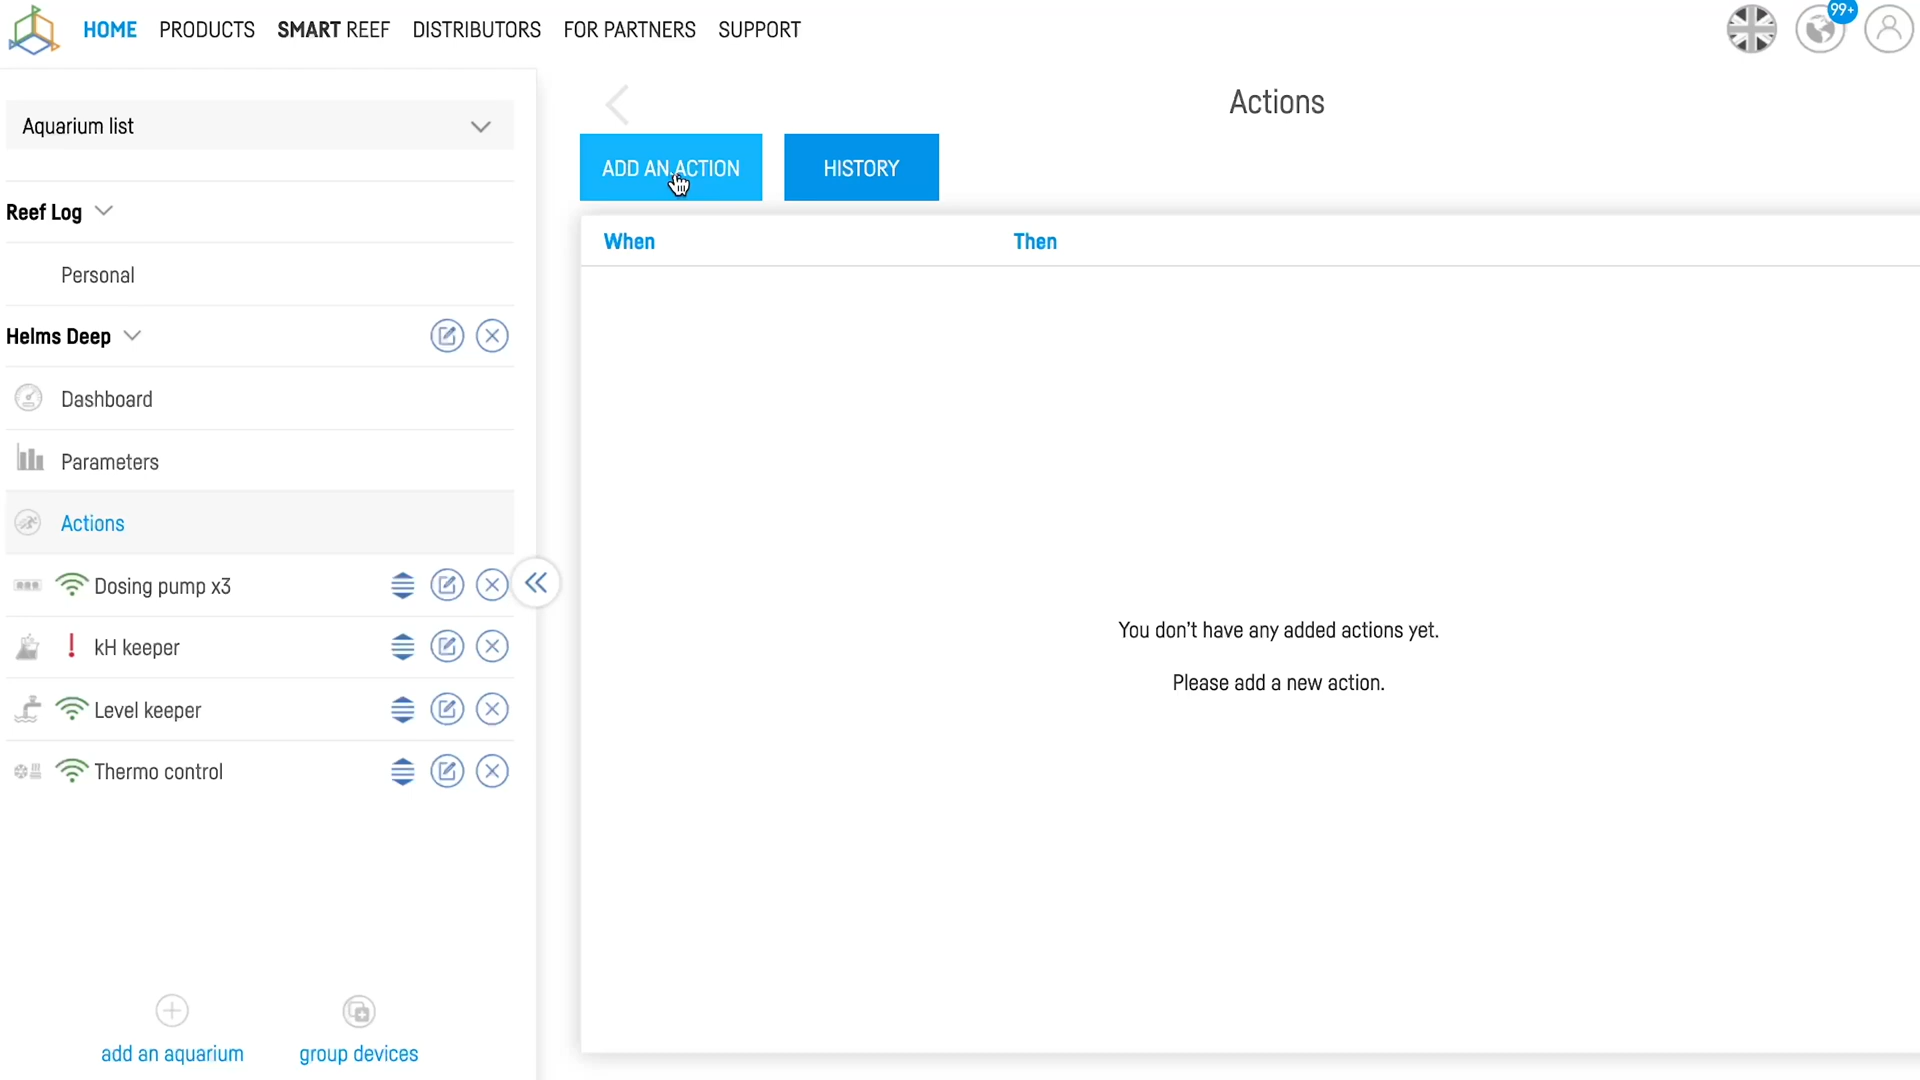 HOME PRODUCTS SMART REEF DISTRIBUTORS FOR PARTNERS SUPPORT
99+
Aquarium list
Reef Log
Personal
Helms Deep
Dashboard
Parameters
Actions
Dosing pump x3
kH keeper
Level keeper
Thermo control
add an aquarium
group devices
Actions
ADD AN ACTION
HISTORY
When Then
You don't have any added actions yet.
Please add a new action.